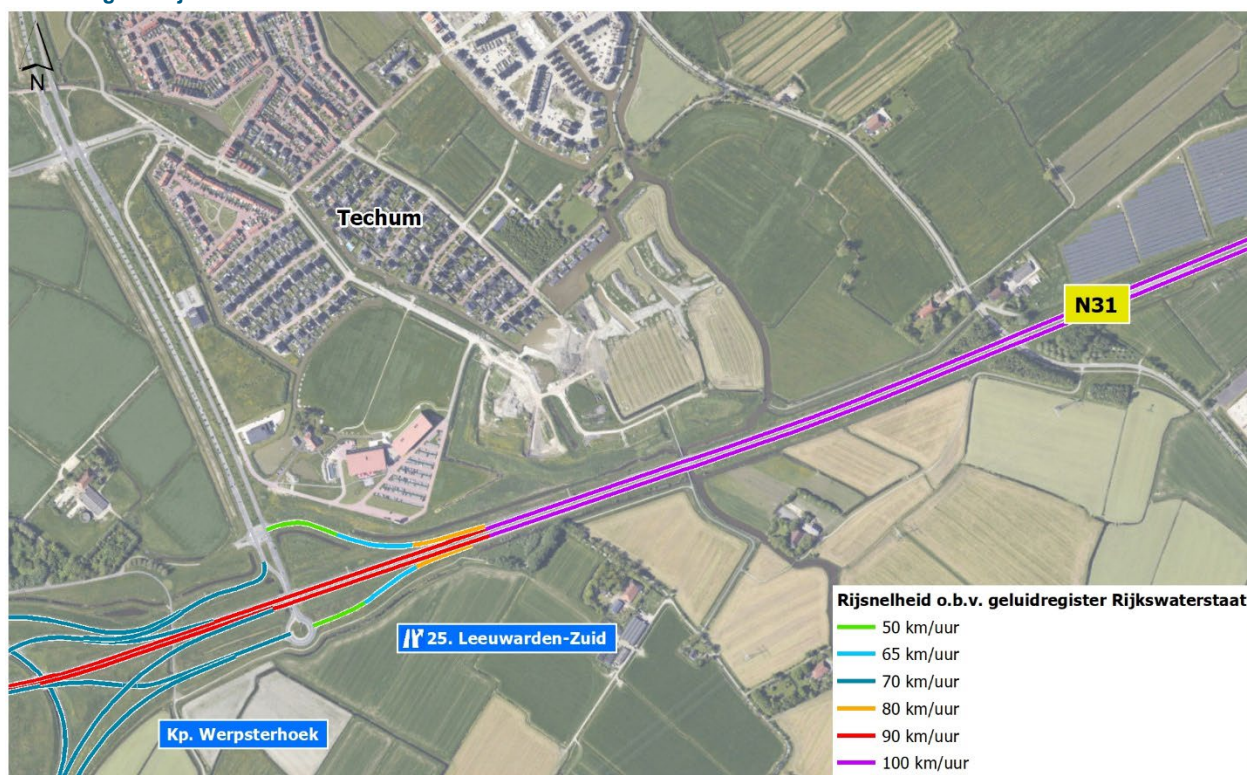 N
Techum
N31
25. Leeuwarden-Zuid
Kp. Werpsterhoek
Rijsnelheid o.b.v. geluidregister Rijkswaterstaat
50 km/uur
65 km/uur
70 km/uur
80 km/uur
90 km/uur
100 km/uur